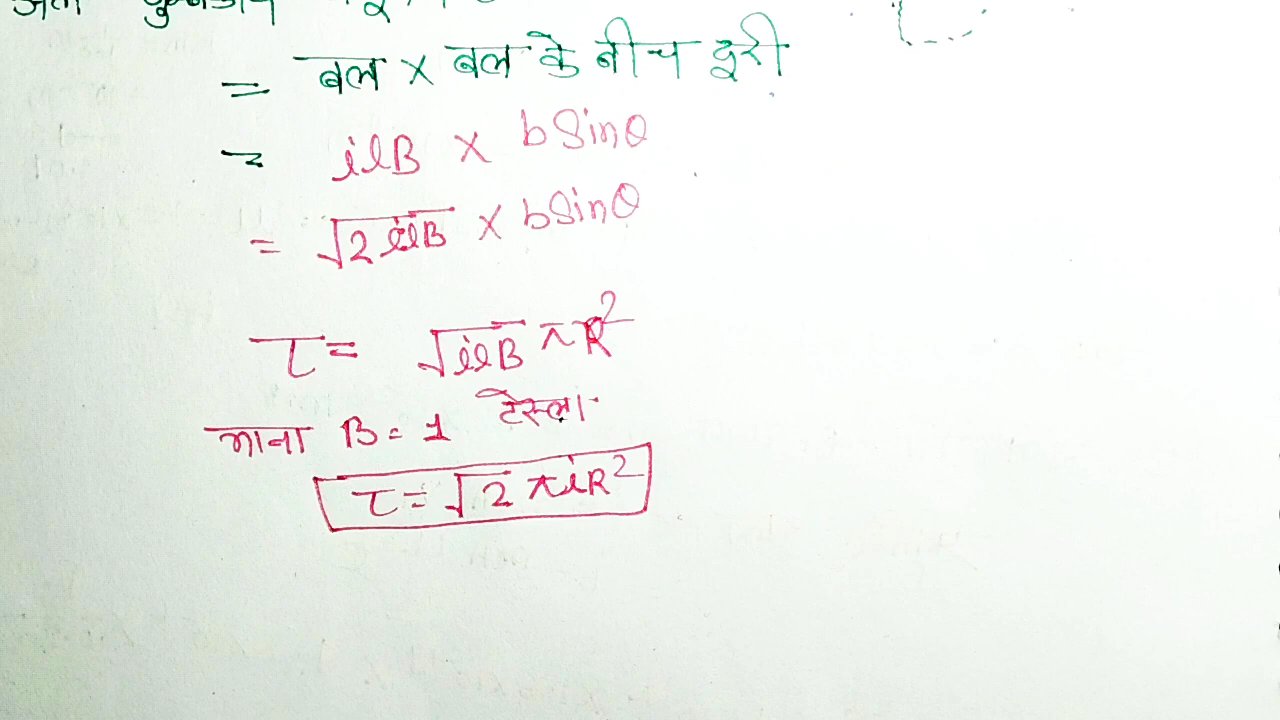 = बल × बल के बीच दूरी
= ilB × bSinθ
= √2 ilB × bSinθ
τ = √ilB πR²
माना B = 1 टेस्ला
τ = √2 πiR²